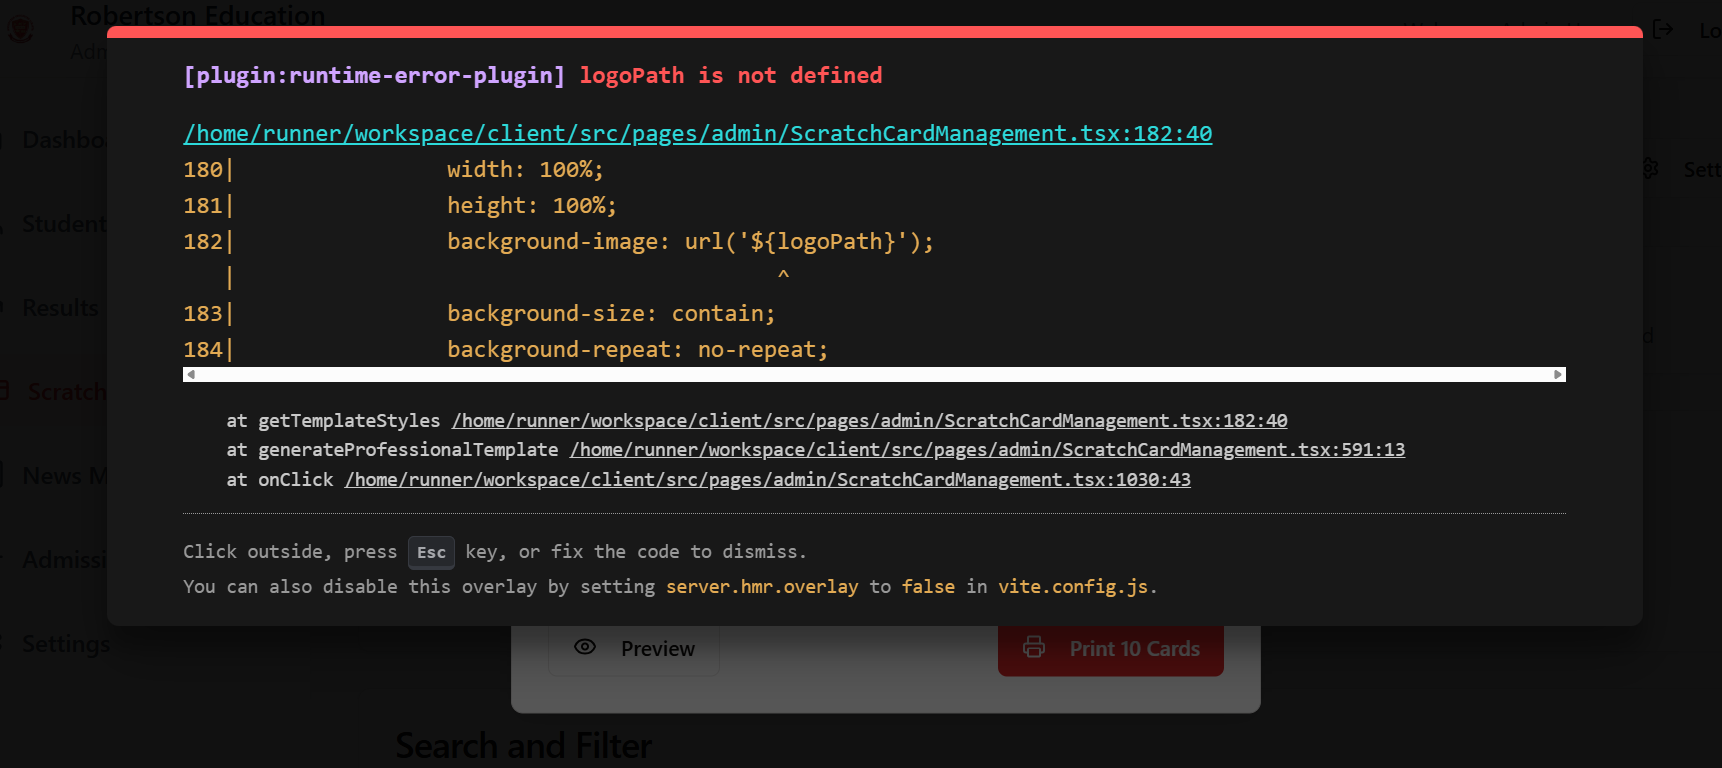 Robertson Education
Adm
Lo
[plugin:runtime-error-plugin] logoPath is not defined
/home/runner/workspace/client/src/pages/admin/ScratchCardManagement.tsx:182:40
180| width: 100%;
181| height: 100%;
182| background-image: url('${logoPath}');
| ^
183| background-size: contain;
184| background-repeat: no-repeat;
at getTemplateStyles /home/runner/workspace/client/src/pages/admin/ScratchCardManagement.tsx:182:40
at generateProfessionalTemplate /home/runner/workspace/client/src/pages/admin/ScratchCardManagement.tsx:591:13
at onClick /home/runner/workspace/client/src/pages/admin/ScratchCardManagement.tsx:1030:43
Click outside, press Esc key, or fix the code to dismiss.
You can also disable this overlay by setting server.hmr.overlay to false in vite.config.js.
Dashbo
Student
Results
Scratch
News M
Admissi
Settings
Sett
Preview
Print 10 Cards
Search and Filter